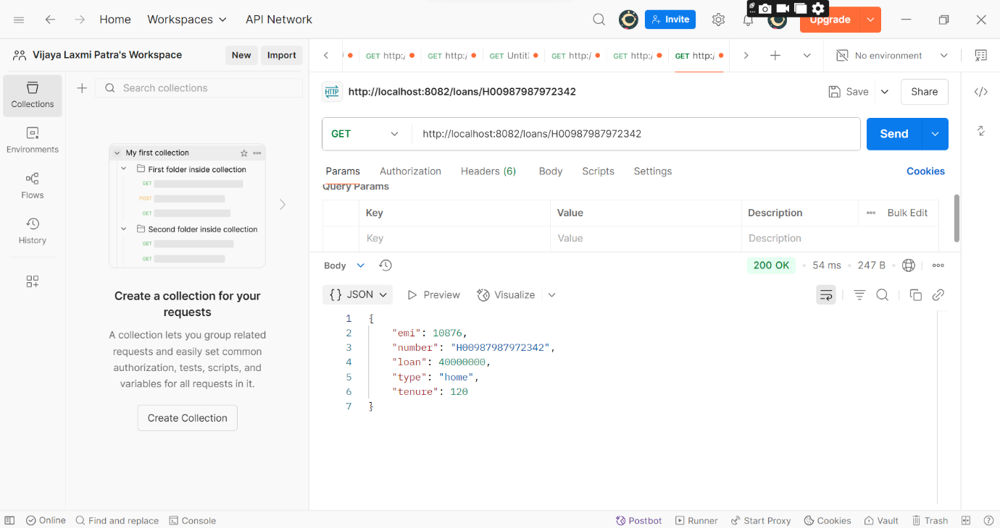 Home Workspaces API Network Invite Upgrade
Vijaya Laxmi Patra's Workspace New Import
GET http:/ GET http:/ GET Untitl GET http:/ GET http:/ GET http:/ No environment
Search collections
http://localhost:8082/loans/H00987987972342 Save Share
Collections
Environments
Flows
History
My first collection
First folder inside collection
GET
POST
GET
Second folder inside collection
GET
GET
Create a collection for your
requests
A collection lets you group related
requests and easily set common
authorization, tests, scripts, and
variables for all requests in it.
Create Collection
HTTP
GET http://localhost:8082/loans/H00987987972342 Send
Params Authorization Headers (6) Body Scripts Settings Cookies
Query Params
Key Value Description Bulk Edit
Key Value Description
Body 200 OK 54 ms 247 B
{} JSON Preview Visualize
1 {
2 "emi": 10876,
3 "number": "H00987987972342",
4 "loan": 40000000,
5 "type": "home",
6 "tenure": 120
7 }
Online Find and replace Console Postbot Runner Start Proxy Cookies Vault Trash